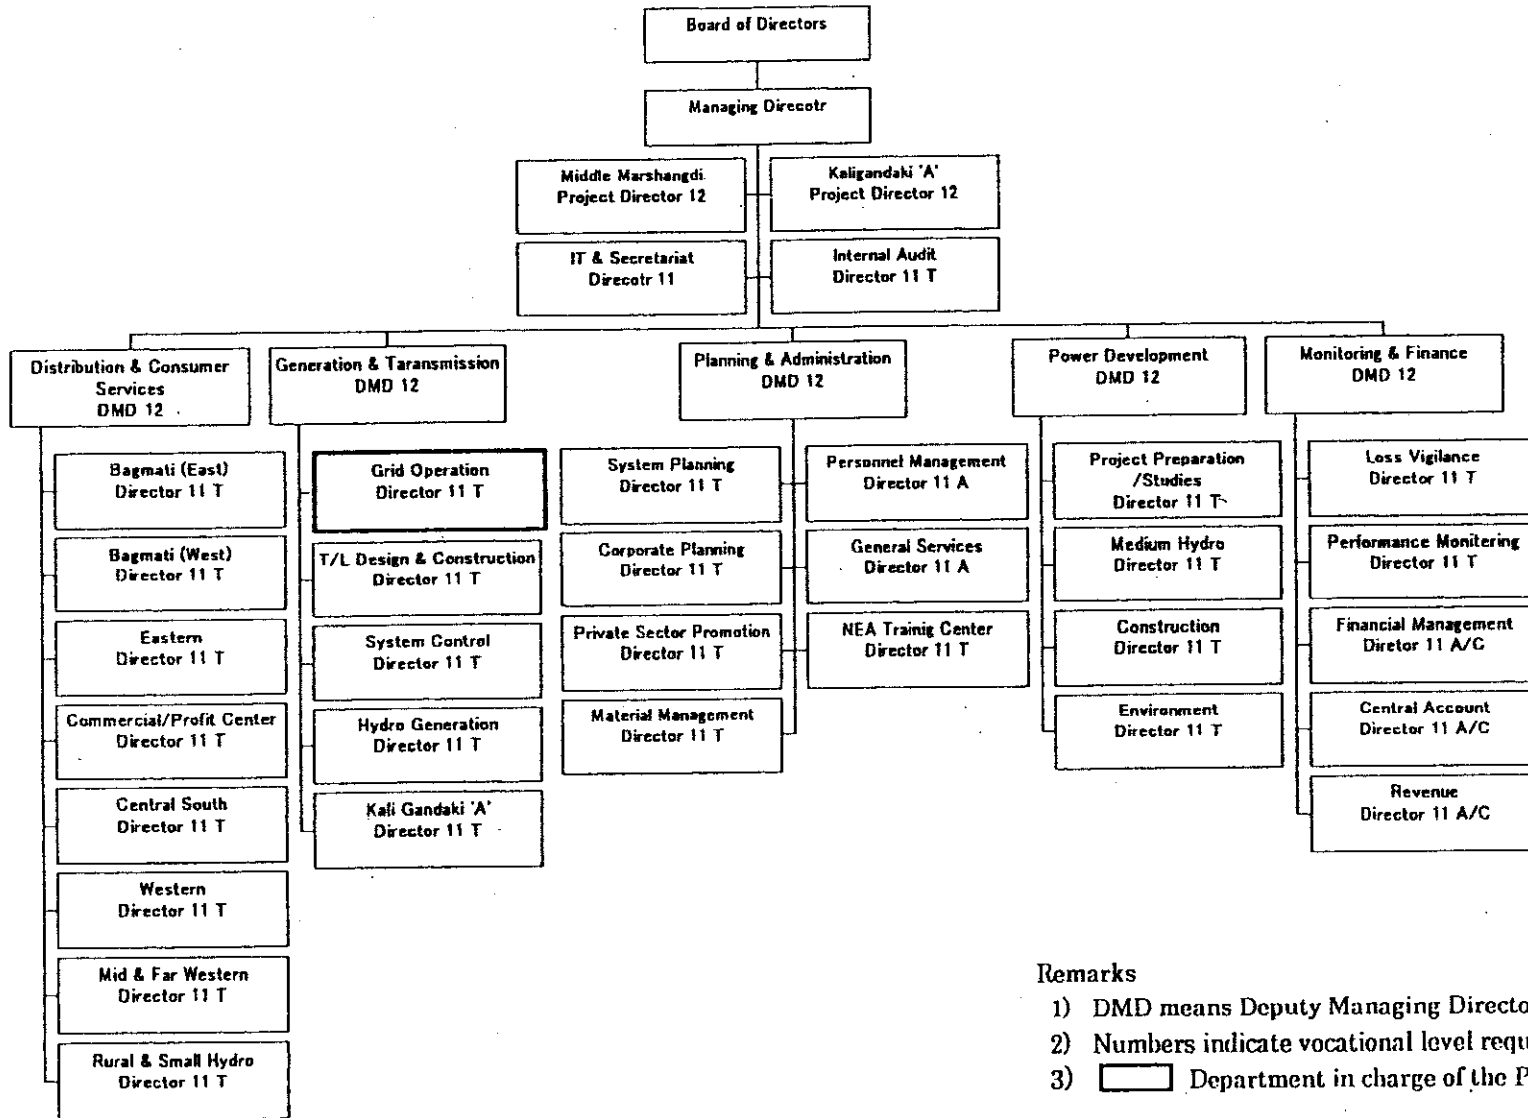 Board of Directors
Managing Direcotr
Middle Marshangdi
Project Director 12
Kaligandaki 'A'
Project Director 12
IT & Secretariat
Direcotr 11
Internal Audit
Director 11 T
Distribution & Consumer
Services
DMD 12
Generation & Taransmission
DMD 12
Planning & Administration
DMD 12
Power Development
DMD 12
Monitoring & Finance
DMD 12
Bagmati (East)
Director 11 T
Bagmati (West)
Director 11 T
Eastern
Director 11 T
Commercial/Profit Center
Director 11 T
Central South
Director 11 T
Western
Director 11 T
Mid & Far Western
Director 11 T
Rural & Small Hydro
Director 11 T
Grid Operation
Director 11 T
T/L Design & Construction
Director 11 T
System Control
Director 11 T
Hydro Generation
Director 11 T
Kali Gandaki 'A'
Director 11 T
System Planning
Director 11 T
Corporate Planning
Director 11 T
Private Sector Promotion
Director 11 T
Material Management
Director 11 T
Personnel Management
Director 11 A
General Services
Director 11 A
NEA Trainig Center
Director 11 T
Project Preparation
/Studies
Director 11 T
Medium Hydro
Director 11 T
Construction
Director 11 T
Environment
Director 11 T
Loss Vigilance
Director 11 T
Performance Monitering
Director 11 T
Financial Management
Diretor 11 A/C
Central Account
Director 11 A/C
Revenue
Director 11 A/C
Remarks
1) DMD means Deputy Managing Directo
2) Numbers indicate vocational level requ
3) Department in charge of the P